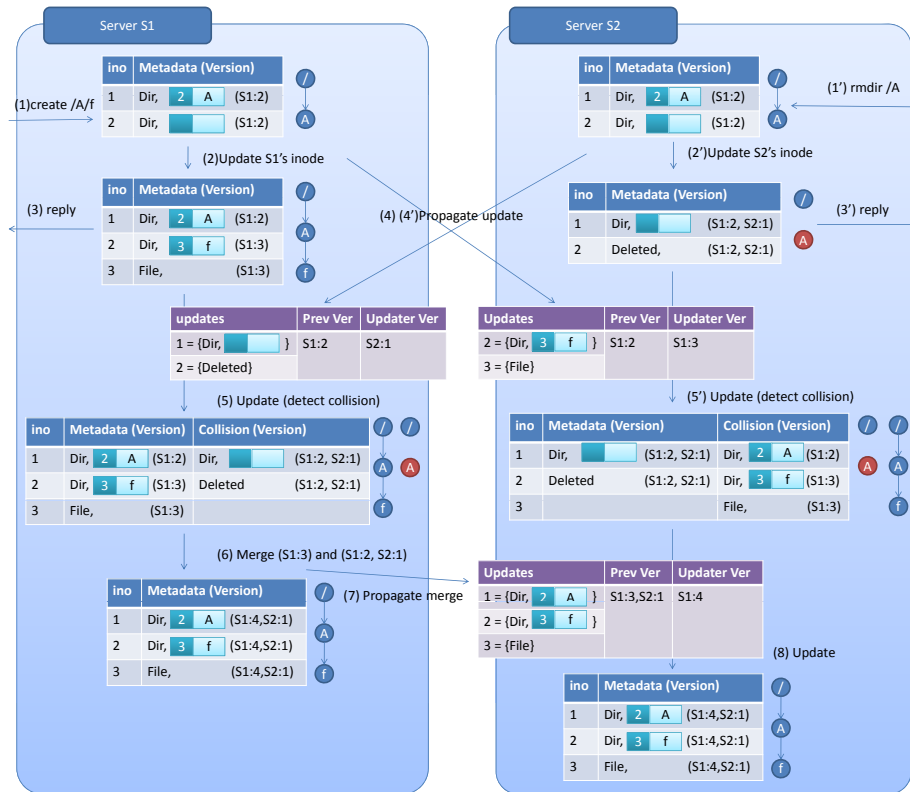 Server S1
ino Metadata (Version)
1 Dir, 2 A (S1:2)
2 Dir, (S1:2)
/
A
(1)create /A/f
(2)Update S1's inode
ino Metadata (Version)
1 Dir, 2 A (S1:2)
2 Dir, 3 f (S1:3)
3 File, (S1:3)
/
A
f
(3) reply
(4) (4')Propagate update
updates Prev Ver Updater Ver
1 = {Dir, } S1:2 S2:1
2 = {Deleted}
(5) Update (detect collision)
ino Metadata (Version) Collision (Version)
1 Dir, 2 A (S1:2) Dir, (S1:2, S2:1)
2 Dir, 3 f (S1:3) Deleted (S1:2, S2:1)
3 File, (S1:3)
/ /
A A
f
(6) Merge (S1:3) and (S1:2, S2:1)
(7) Propagate merge
ino Metadata (Version)
1 Dir, 2 A (S1:4,S2:1)
2 Dir, 3 f (S1:4,S2:1)
3 File, (S1:4,S2:1)
/
A
f
Server S2
ino Metadata (Version)
1 Dir, 2 A (S1:2)
2 Dir, (S1:2)
/
A
(1') rmdir /A
(2')Update S2's inode
ino Metadata (Version)
1 Dir, (S1:2, S2:1)
2 Deleted, (S1:2, S2:1)
/
A
(3') reply
Updates Prev Ver Updater Ver
2 = {Dir, 3 f } S1:2 S1:3
3 = {File}
(5') Update (detect collision)
ino Metadata (Version) Collision (Version)
1 Dir, (S1:2, S2:1) Dir, 2 A (S1:2)
2 Deleted (S1:2, S2:1) Dir, 3 f (S1:3)
3 File, (S1:3)
/ /
A A
f
Updates Prev Ver Updater Ver
1 = {Dir, 2 A } S1:3,S2:1 S1:4
2 = {Dir, 3 f }
3 = {File}
(8) Update
ino Metadata (Version)
1 Dir, 2 A (S1:4,S2:1)
2 Dir, 3 f (S1:4,S2:1)
3 File, (S1:4,S2:1)
/
A
f